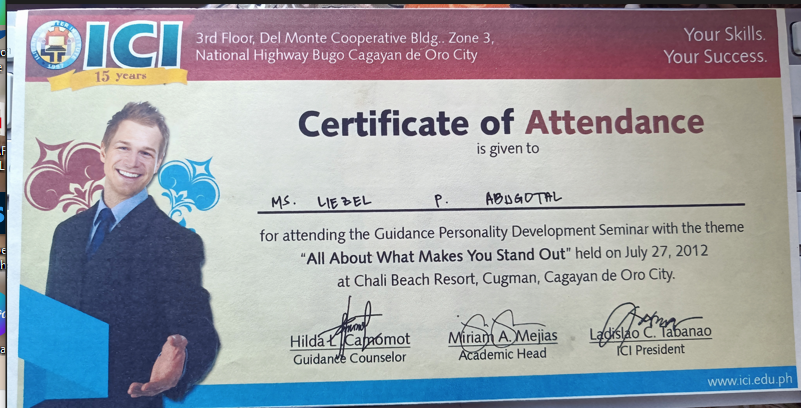 ICI
15 years
3rd Floor, Del Monte Cooperative Bldg.. Zone 3,
National Highway Bugo Cagayan de Oro City
Your Skills.
Your Success.
Certificate of Attendance
is given to
MS. LIEZEL P. ABUGOTAL
for attending the Guidance Personality Development Seminar with the theme
“All About What Makes You Stand Out” held on July 27, 2012
at Chali Beach Resort, Cugman, Cagayan de Oro City.
Hilda L. Camomot
Guidance Counselor
Miriam A. Mejias
Academic Head
Ladislao C. Tabanao
ICI President
www.ici.edu.ph